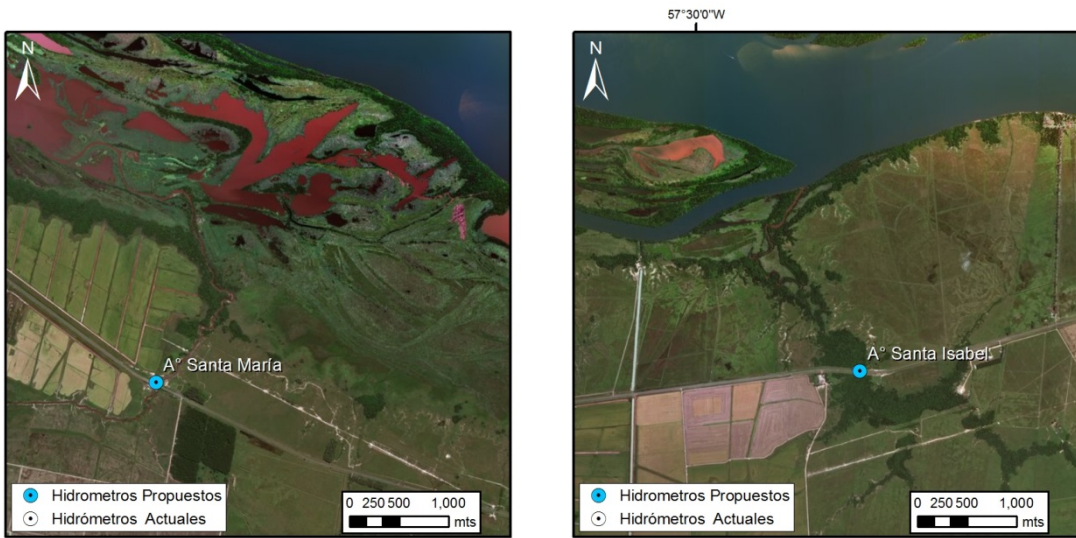 57°30'0"W
N
A° Santa María
Hidrometros Propuestos
Hidrómetros Actuales
0 250 500 1,000
mts
N
A° Santa Isabel
Hidrometros Propuestos
Hidrómetros Actuales
0 250 500 1,000
mts